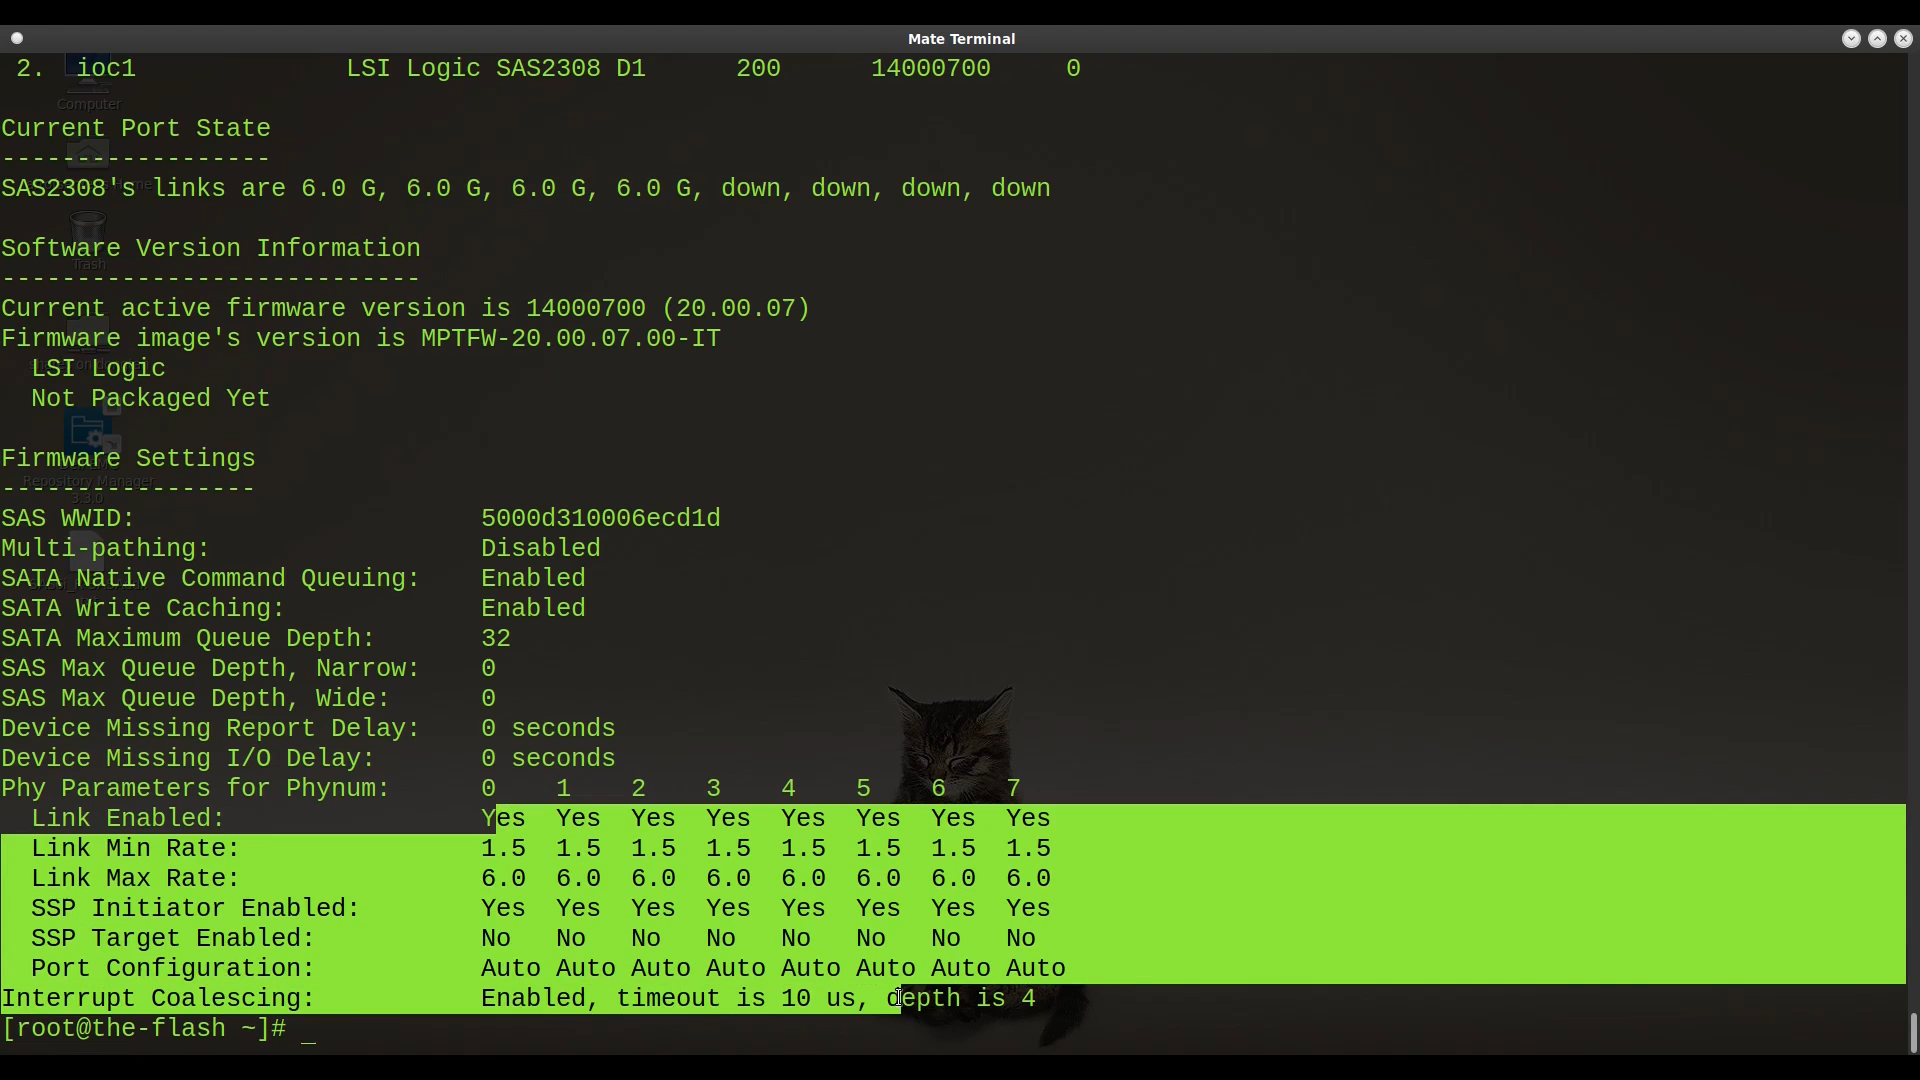 Mate Terminal
2. ioc1 LSI Logic SAS2308 D1 200 14000700 0
Computer
Current Port State
------------------
SAS2308's links are 6.0 G, 6.0 G, 6.0 G, 6.0 G, down, down, down, down
Software Version Information
Trash
----------------------------
Current active firmware version is 14000700 (20.00.07)
Firmware image's version is MPTFW-20.00.07.00-IT
LSI Logic
Not Packaged Yet
Firmware Settings
Repository Manager
-----------------
3.3.0
SAS WWID: 5000d310006ecd1d
Multi-pathing: Disabled
SATA Native Command Queuing: Enabled
SATA Write Caching: Enabled
SATA Maximum Queue Depth: 32
SAS Max Queue Depth, Narrow: 0
SAS Max Queue Depth, Wide: 0
Device Missing Report Delay: 0 seconds
Device Missing I/O Delay: 0 seconds
Phy Parameters for Phynum: 0 1 2 3 4 5 6 7
Link Enabled: Yes Yes Yes Yes Yes Yes Yes Yes
Link Min Rate: 1.5 1.5 1.5 1.5 1.5 1.5 1.5 1.5
Link Max Rate: 6.0 6.0 6.0 6.0 6.0 6.0 6.0 6.0
SSP Initiator Enabled: Yes Yes Yes Yes Yes Yes Yes Yes
SSP Target Enabled: No No No No No No No No
Port Configuration: Auto Auto Auto Auto Auto Auto Auto Auto
Interrupt Coalescing: Enabled, timeout is 10 us, depth is 4
[root@the-flash ~]# _